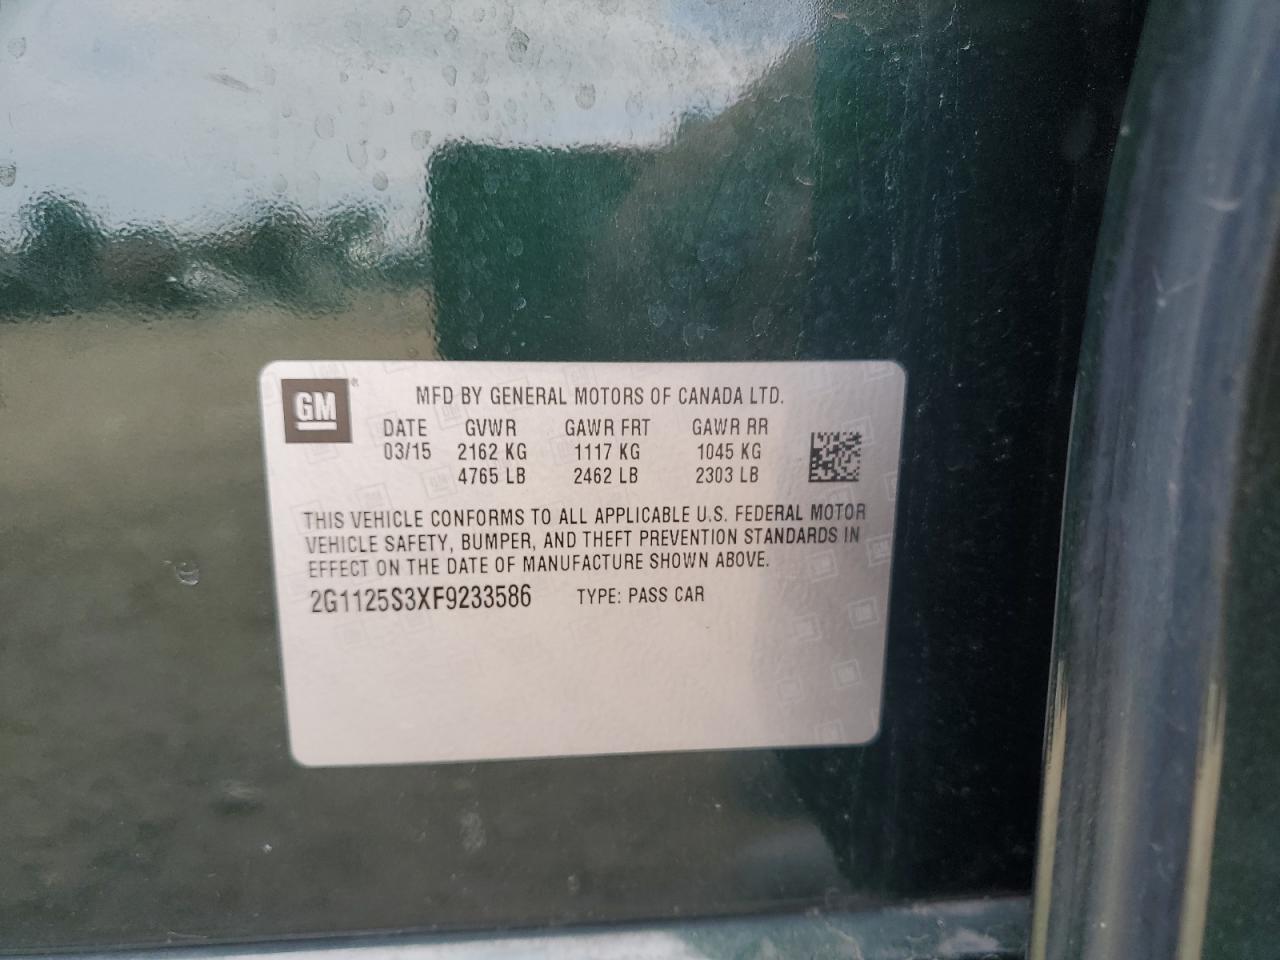 GM®
MFD BY GENERAL MOTORS OF CANADA LTD.
DATE GVWR GAWR FRT GAWR RR
03/15 2162 KG 1117 KG 1045 KG
4765 LB 2462 LB 2303 LB
THIS VEHICLE CONFORMS TO ALL APPLICABLE U.S. FEDERAL MOTOR
VEHICLE SAFETY, BUMPER, AND THEFT PREVENTION STANDARDS IN
EFFECT ON THE DATE OF MANUFACTURE SHOWN ABOVE.
2G1125S3XF9233586 TYPE: PASS CAR